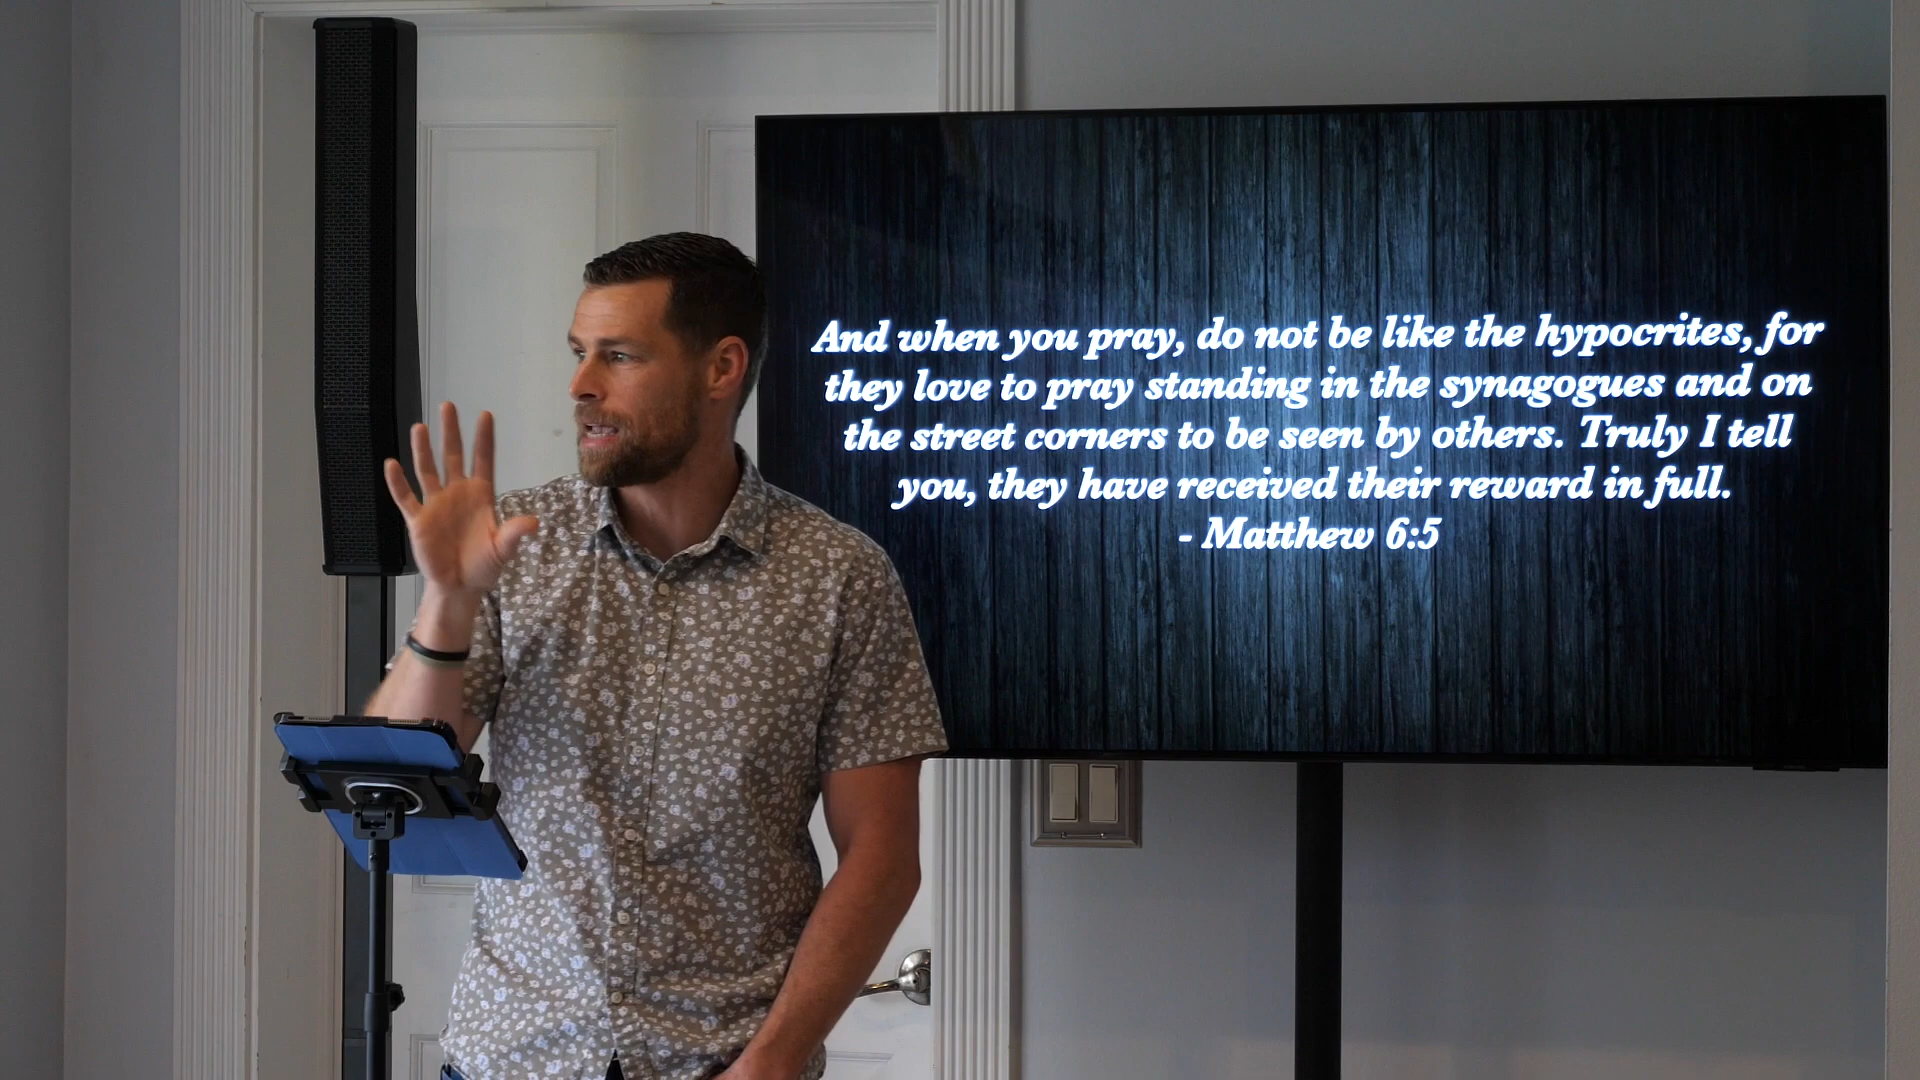 And when you pray, do not be like the hypocrites, for
they love to pray standing in the synagogues and on
the street corners to be seen by others. Truly I tell
you, they have received their reward in full.
- Matthew 6:5